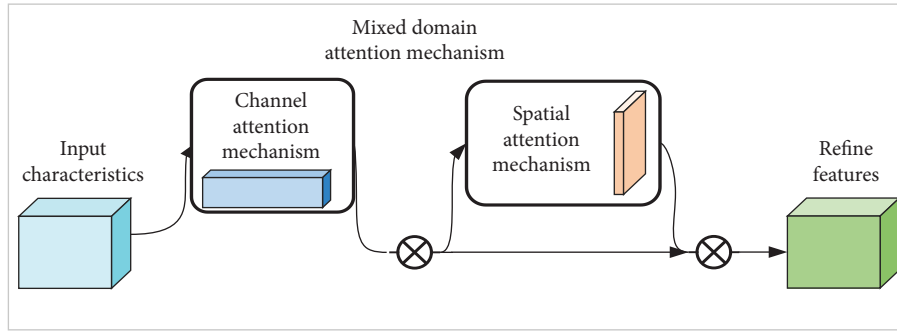 Mixed domain
attention mechanism
Channel
attention
mechanism
Spatial
attention
mechanism
Input
characteristics
Refine
features